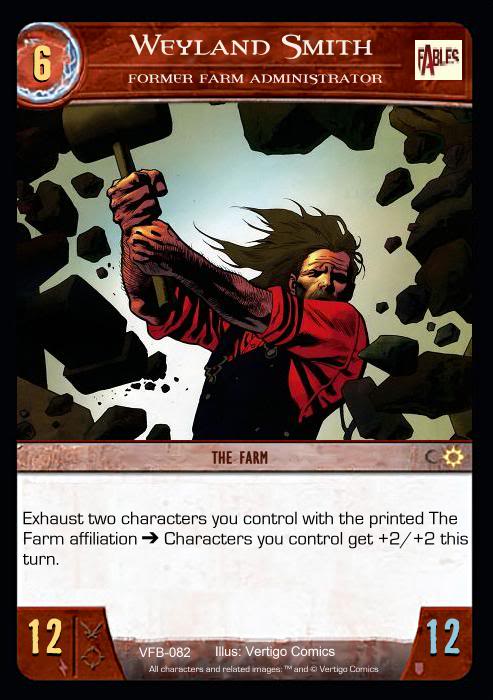 6
WEYLAND SMITH
FABLES
FORMER FARM ADMINISTRATOR
THE FARM
Exhaust two characters you control with the printed The
Farm affiliation ➔ Characters you control get +2/+2 this
turn.
12
12
VFB-082 Illus: Vertigo Comics
All characters and related images: ™ and © Vertigo Comics